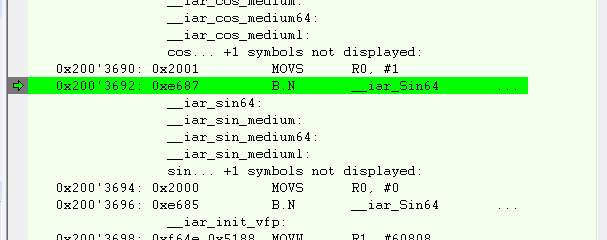 __iar_cos_medium:
__iar_cos_medium64:
__iar_cos_mediuml:
cos... +1 symbols not displayed:
0x200'3690: 0x2001 MOVS R0, #1
0x200'3692: 0xe687 B.N __iar_Sin64 ...
__iar_sin64:
__iar_sin_medium:
__iar_sin_medium64:
__iar_sin_mediuml:
sin... +1 symbols not displayed:
0x200'3694: 0x2000 MOVS R0, #0
0x200'3696: 0xe685 B.N __iar_Sin64 ...
__iar_init_vfp:
0x200'3698: 0xf64e 0x5188 MOVW R1, #60808